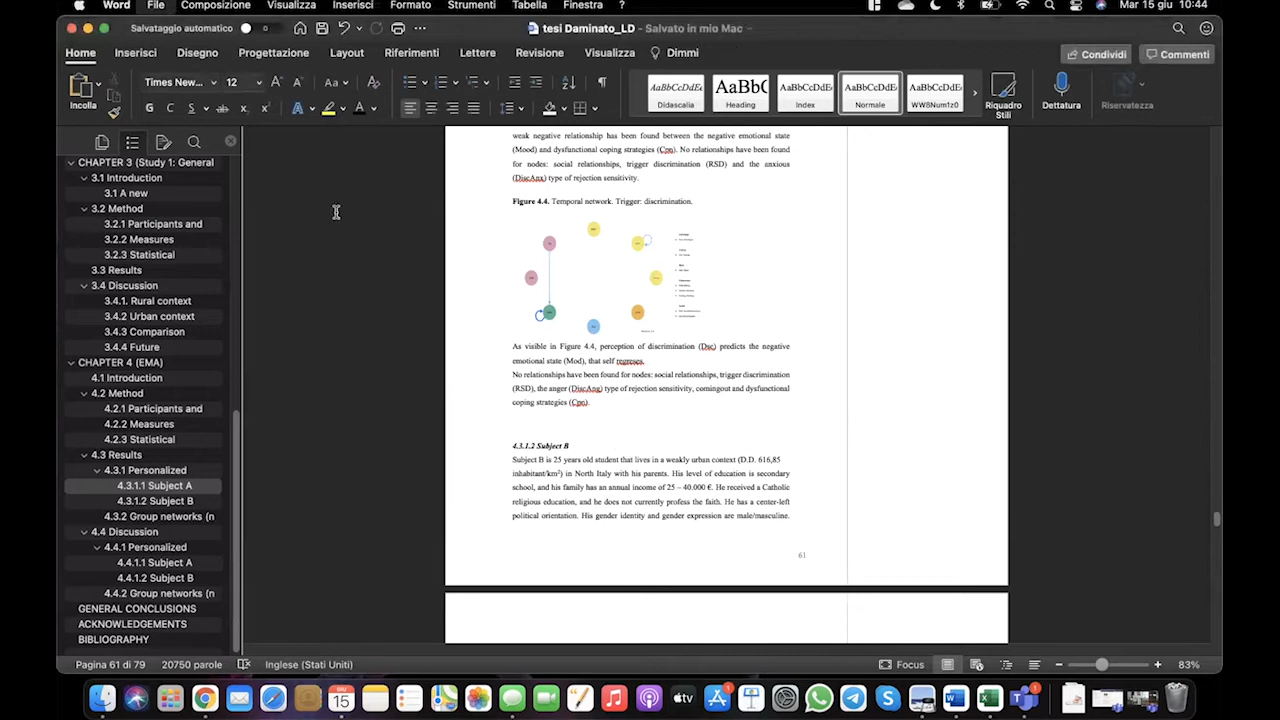 Word File Composizione Visualizza Inserisci Formato Strumenti Tabella Finestra ? Mar 15 giu 10:44
Salvataggio automatico tesi Daminato_LD - Salvato in mio Mac
Home Inserisci Disegno Progettazione Layout Riferimenti Lettere Revisione Visualizza Dimmi Condividi Commenti
Times New... 12
Incolla
G
AaBbCcDdE
AaBbC
AaBbCcDdE
AaBbCcDdE
AaBbCcDdE
Didascalia Heading Index Normale WW8Num1z0
Riquadro Stili
Dettatura
Riservatezza
CHAPTER 3 (Study 1: General
.1 Introduction
3.1 A new
3.2 Method
3.2.1 Participants and
3.2.2 Measures
3.2.3 Statistical
3.3 Results
3.4 Discussion
3.4.1. Rural context
3.4.2 Urban context
3.4.3 Comparison
3.4 Future
TER 4 (EMA)
4.1 Introduction
4.2 Methods
4.2.1 Participants and
4.2.2 Measures
4.2.3 Statistical
4.3 Results
4.3.1 Personalized
4.3.1.1 Subject A
4.3.1.2 Subject B
4.3.2 Group networks (n
4.4 Discussion
4.4.1 Personalized
4.4.1.1 Subject A
4.4.1.2 Subject B
4.4.2 Group networks (n
GENERAL CONCLUSIONS
ACKNOWLEDGEMENTS
BIBLIOGRAPHY
weak negative relationship has been found between the negative emotional state
(Mood) and dysfunctional coping strategies (Cpn). No relationships have been found
for nodes: social relationships, trigger discrimination (RSD) and the anxious
(DiscAnx) type of rejection sensitivity.
Figure 4.4. Temporal network. Trigger: discrimination.
As visible in Figure 4.4, perception of discrimination (Dsc) predicts the negative
emotional state (Mod), that self regreses.
No relationships have been found for nodes: social relationships, trigger discrimination
(RSD), the anger (DiscAng) type of rejection sensitivity, comingout and dysfunctional
coping strategies (Cpn).
4.3.1.2 Subject B
Subject B is 25 years old student that lives in a weakly urban context (D.D. 616,85
inhabitant/km²) in North Italy with his parents. His level of education is secondary
school, and his family has an annual income of 25 – 40.000 €. He received a Catholic
religious education, and he does not currently profess the faith. He has a center-left
political orientation. His gender identity and gender expression are male/masculine.
61
Pagina 61 di 79 20750 parole Inglese (Stati Uniti) Focus 83%
GIU
15
tv
1
1